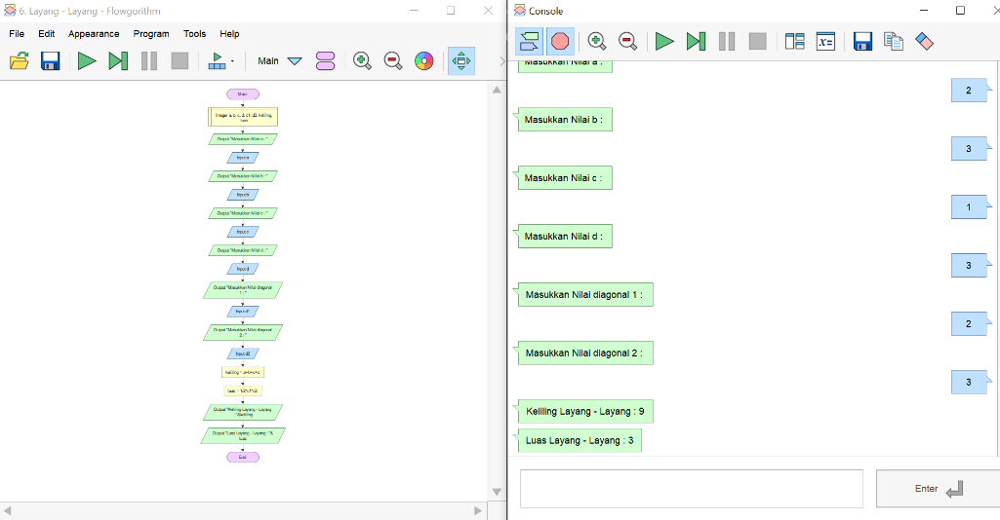 6. Layang - Layang - Flowgorithm
File Edit Appearance Program Tools Help
Main
Main
Integer a, b, c, d, d1, d2, keliling, luas
Output "Masukkan Nilai a : "
Input a
Output "Masukkan Nilai b : "
Input b
Output "Masukkan Nilai c : "
Input c
Output "Masukkan Nilai d : "
Input d
Output "Masukkan Nilai diagonal
1 : "
Input d1
Output "Masukkan Nilai diagonal
2 : "
Input d2
luas = 1/2*d1*d2
Output "Keliling Layang - Layang
: "&keliling
Output "Luas Layang - Layang : "&
luas
End
Console
Masukkan Nilai a :
2
Masukkan Nilai b :
3
Masukkan Nilai c :
1
Masukkan Nilai d :
3
Masukkan Nilai diagonal 1 :
2
Masukkan Nilai diagonal 2 :
3
Keliling Layang - Layang : 9
Luas Layang - Layang : 3
Enter